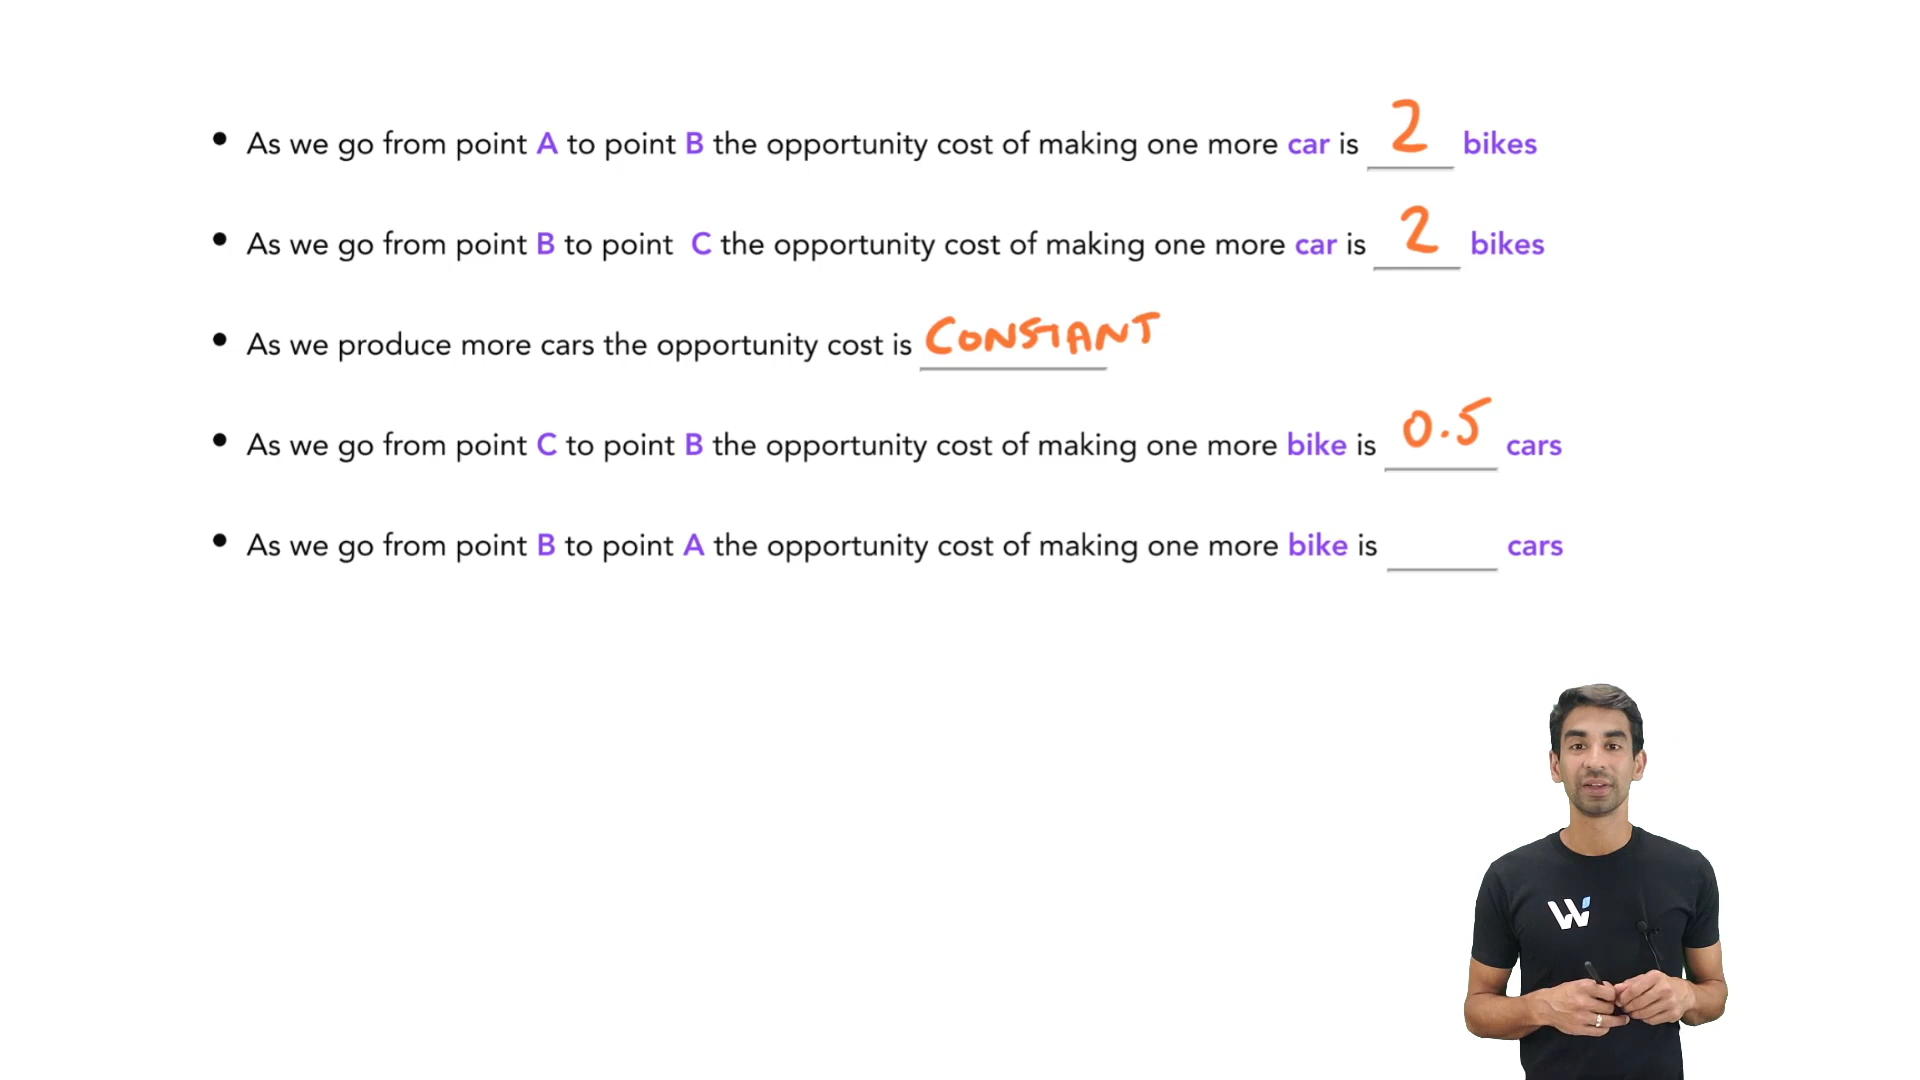 • As we go from point A to point B the opportunity cost of making one more car is 2 bikes
• As we go from point B to point C the opportunity cost of making one more car is 2 bikes
• As we produce more cars the opportunity cost is CONSTANT
• As we go from point C to point B the opportunity cost of making one more bike is 0.5 cars
• As we go from point B to point A the opportunity cost of making one more bike is ______ cars
W